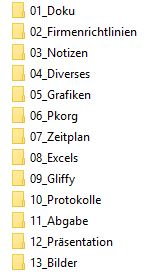 01_Doku
02_Firmenrichtlinien
03_Notizen
04_Diverses
05_Grafiken
06_Pkorg
07_Zeitplan
08_Excels
09_Gliffy
10_Protokolle
11_Abgabe
12_Präsentation
13_Bilder